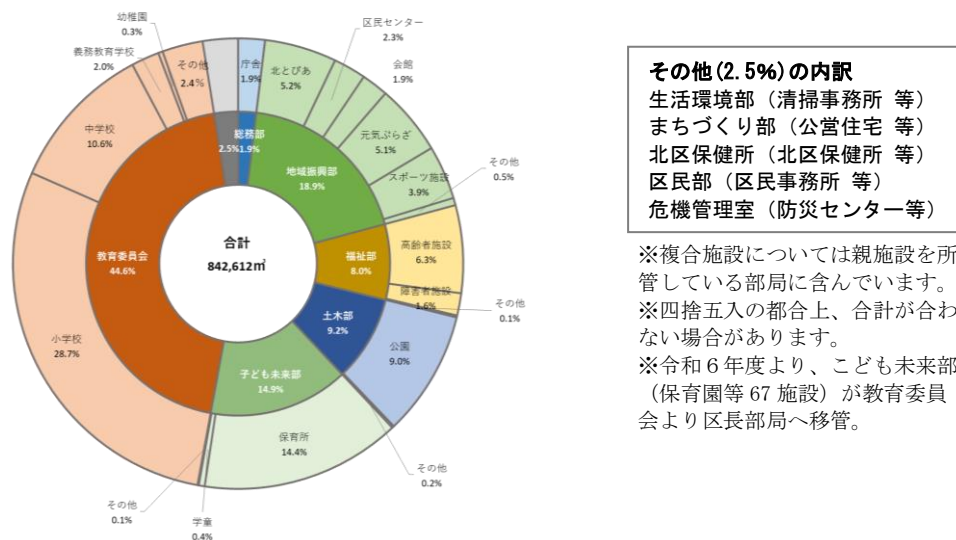 幼稚園
0.3%
義務教育学校
2.0%
その他
2.4%
中学校
10.6%
小学校
28.7%
庁舎
1.9%
北とぴあ
5.2%
区民センター
2.3%
会館
1.9%
元気ぷらざ
5.1%
スポーツ施設
3.9%
その他
0.5%
高齢者施設
6.3%
障害者施設
1.6%
その他
0.1%
公園
9.0%
その他
0.2%
保育所
14.4%
学童
0.4%
その他
0.1%
2.5%
総務部
1.9%
地域振興部
18.9%
福祉部
8.0%
土木部
9.2%
子ども未来部
14.9%
教育委員会
44.6%
合計
842,612㎡
その他(2.5%)の内訳
生活環境部（清掃事務所 等）
まちづくり部（公営住宅 等）
北区保健所（北区保健所 等）
区民部（区民事務所 等）
危機管理室（防災センター等）
※複合施設については親施設を所
管している部局に含んでいます。
※四捨五入の都合上、合計が合わ
ない場合があります。
※令和６年度より、こども未来部
（保育園等 67 施設）が教育委員
会より区長部局へ移管。